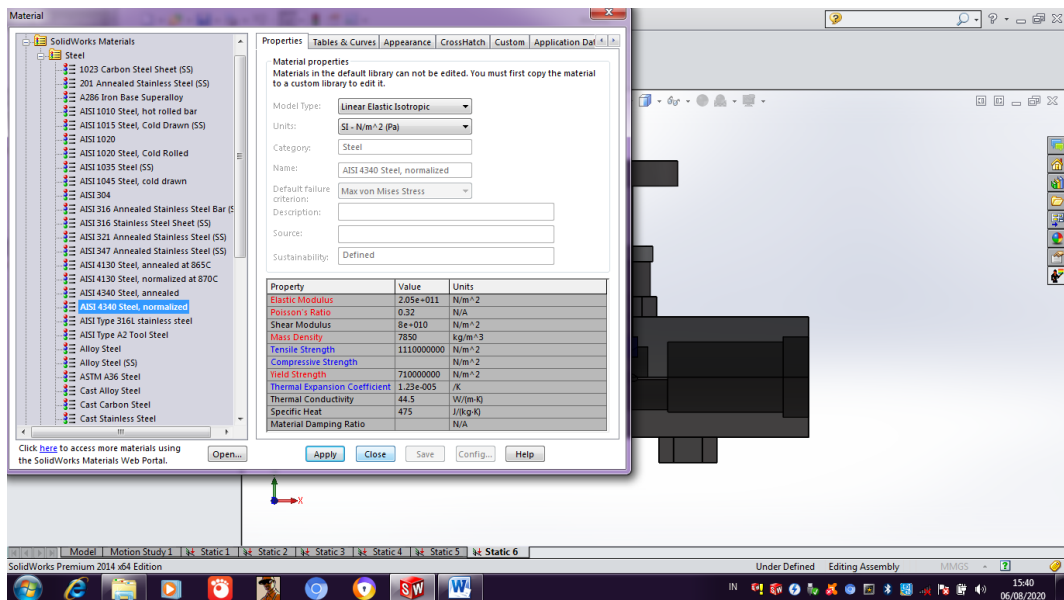 Material
SolidWorks Materials
Steel
1023 Carbon Steel Sheet (SS)
201 Annealed Stainless Steel (SS)
A286 Iron Base Superalloy
AISI 1010 Steel, hot rolled bar
AISI 1015 Steel, Cold Drawn (SS)
AISI 1020
AISI 1020 Steel, Cold Rolled
AISI 1035 Steel (SS)
AISI 1045 Steel, cold drawn
AISI 304
AISI 316 Annealed Stainless Steel Bar (S
AISI 316 Stainless Steel Sheet (SS)
AISI 321 Annealed Stainless Steel (SS)
AISI 347 Annealed Stainless Steel (SS)
AISI 4130 Steel, annealed at 865C
AISI 4130 Steel, normalized at 870C
AISI 4340 Steel, annealed
AISI 4340 Steel, normalized
AISI Type 316L stainless steel
AISI Type A2 Tool Steel
Alloy Steel
Alloy Steel (SS)
ASTM A36 Steel
Cast Alloy Steel
Cast Carbon Steel
Cast Stainless Steel
Click here to access more materials using
the SolidWorks Materials Web Portal.
Open...
Properties Tables & Curves Appearance CrossHatch Custom Application Dat
Material properties
Materials in the default library can not be edited. You must first copy the material
to a custom library to edit it.
Model Type: Linear Elastic Isotropic
Units: SI - N/m^2 (Pa)
Category: Steel
Name: AISI 4340 Steel, normalized
Default failure
criterion: Max von Mises Stress
Description:
Source:
Sustainability: Defined
Property Value Units
Elastic Modulus 2.05e+011 N/m^2
Poisson's Ratio 0.32 N/A
Shear Modulus 8e+010 N/m^2
Mass Density 7850 kg/m^3
Tensile Strength 1110000000 N/m^2
Compressive Strength N/m^2
Yield Strength 710000000 N/m^2
Thermal Expansion Coefficient 1.23e-005 /K
Thermal Conductivity 44.5 W/(m·K)
Specific Heat 475 J/(kg·K)
Material Damping Ratio N/A
Apply Close Save Config... Help
X
Model Motion Study 1 Static 1 Static 2 Static 3 Static 4 Static 5 Static 6
SolidWorks Premium 2014 x64 Edition Under Defined Editing Assembly MMGS
SW W IN 15:40
06/08/2020